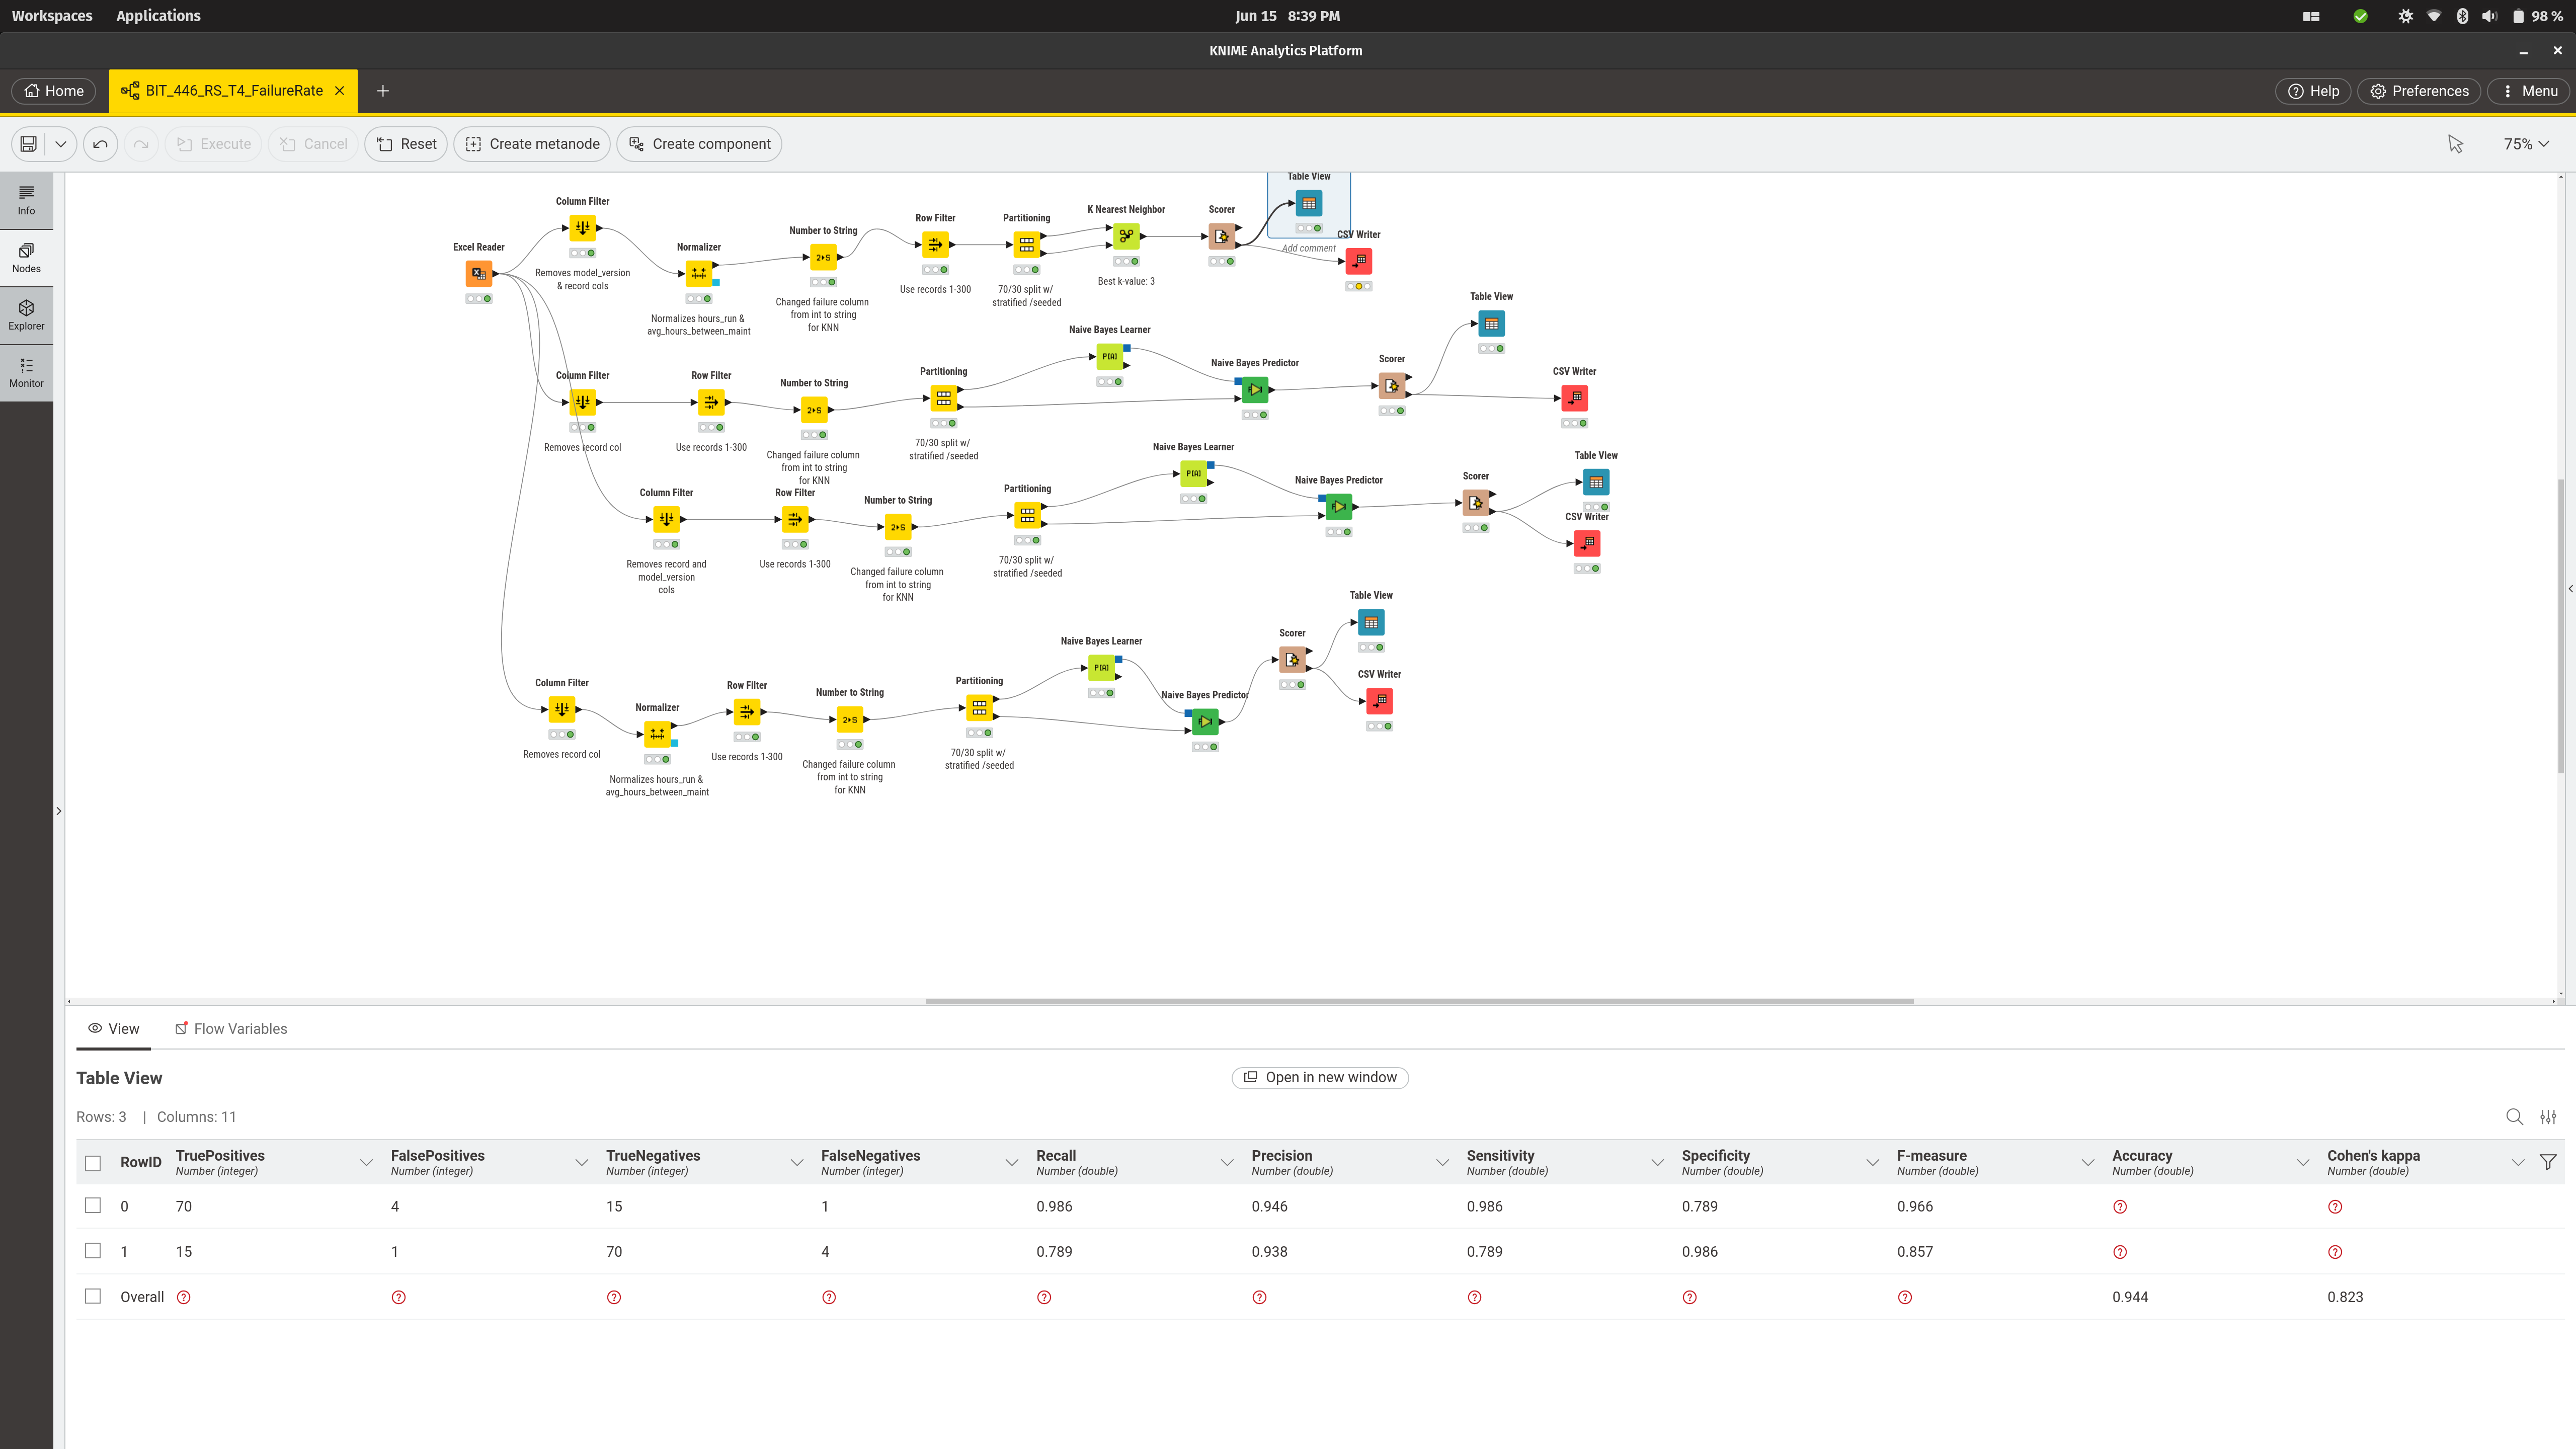 Workspaces Applications Jun 15 8:39 PM 98 %
KNIME Analytics Platform
Home BIT_446_RS_T4_FailureRate Help Preferences Menu
Execute Cancel Reset Create metanode Create component 75%
Info
Nodes
Explorer
Monitor
Excel Reader
Column Filter
Removes model_version
& record cols
Normalizer
Normalizes hours_run &
avg_hours_between_maint
Number to String
2▸S
Changed failure column
from int to string
for KNN
Row Filter
Use records 1-300
Partitioning
70/30 split w/
stratified /seeded
K Nearest Neighbor
Best k-value: 3
Scorer
Table View
Add comment
CSV Writer
Column Filter
Removes record col
Row Filter
Use records 1-300
Number to String
2▸S
Changed failure column
from int to string
for KNN
Partitioning
70/30 split w/
stratified /seeded
Naive Bayes Learner
P[A]
Naive Bayes Predictor
Scorer
Table View
CSV Writer
Column Filter
Removes record and
model_version
cols
Row Filter
Use records 1-300
Number to String
2▸S
Changed failure column
from int to string
for KNN
Partitioning
70/30 split w/
stratified /seeded
Naive Bayes Learner
P[A]
Naive Bayes Predictor
Scorer
Table View
CSV Writer
Column Filter
Removes record col
Normalizer
Normalizes hours_run &
avg_hours_between_maint
Row Filter
Use records 1-300
Number to String
2▸S
Changed failure column
from int to string
for KNN
Partitioning
70/30 split w/
stratified /seeded
Naive Bayes Learner
P[A]
Naive Bayes Predictor
Scorer
Table View
CSV Writer
View Flow Variables
Table View Open in new window
Rows: 3 | Columns: 11
RowID TruePositives FalsePositives TrueNegatives FalseNegatives Recall Precision Sensitivity Specificity F-measure Accuracy Cohen's kappa
Number (integer) Number (integer) Number (integer) Number (integer) Number (double) Number (double) Number (double) Number (double) Number (double) Number (double) Number (double)
0 70 4 15 1 0.986 0.946 0.986 0.789 0.966 ? ?
1 15 1 70 4 0.789 0.938 0.789 0.986 0.857 ? ?
Overall ? ? ? ? ? ? ? ? ? 0.944 0.823